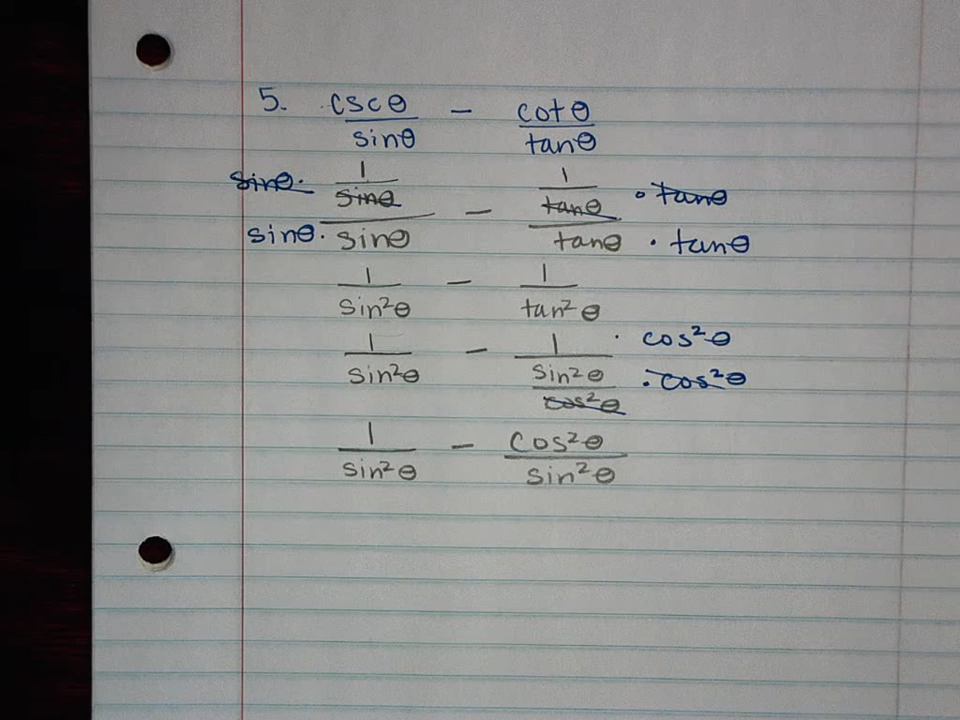 5. cscθ/sinθ − cotθ/tanθ
sinθ · 1/sinθ / sinθ · sinθ − 1/tanθ · tanθ / tanθ · tanθ
1/sin²θ − 1/tan²θ
1/sin²θ − 1/(sin²θ/cos²θ) · cos²θ / · cos²θ
1/sin²θ − cos²θ/sin²θ